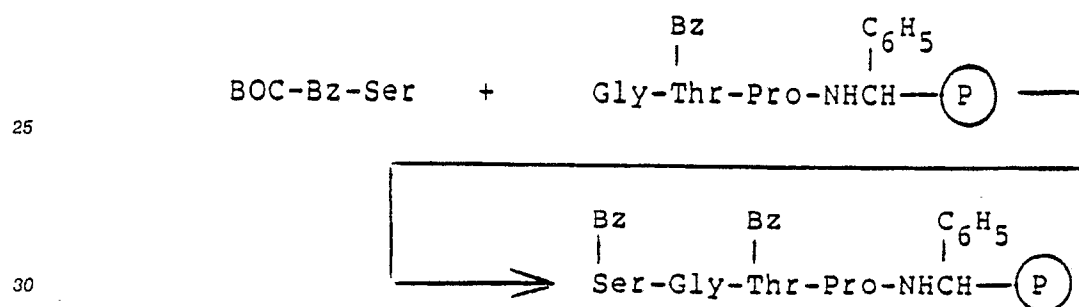 Bz C6H5
BOC-Bz-Ser + Gly-Thr-Pro-NHCH-P
25
Bz Bz C6H5
30 Ser-Gly-Thr-Pro-NHCH-P